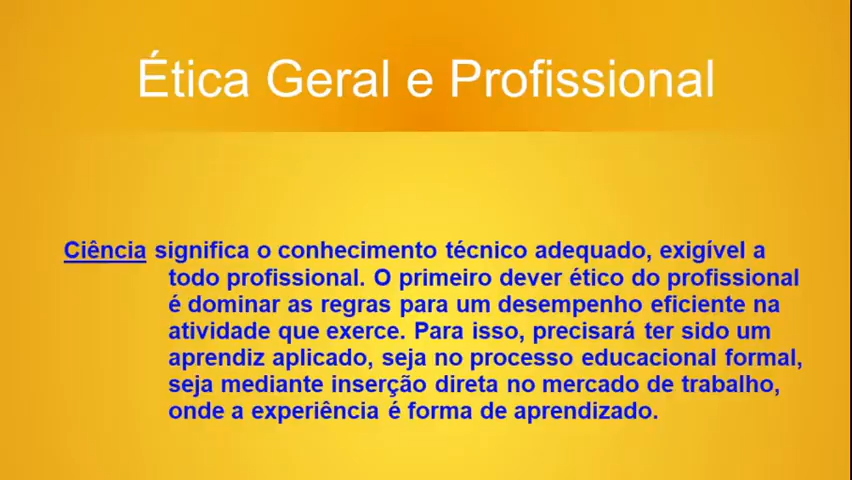 Ética Geral e Profissional
Ciência significa o conhecimento técnico adequado, exigível a
todo profissional. O primeiro dever ético do profissional
é dominar as regras para um desempenho eficiente na
atividade que exerce. Para isso, precisará ter sido um
aprendiz aplicado, seja no processo educacional formal,
seja mediante inserção direta no mercado de trabalho,
onde a experiência é forma de aprendizado.